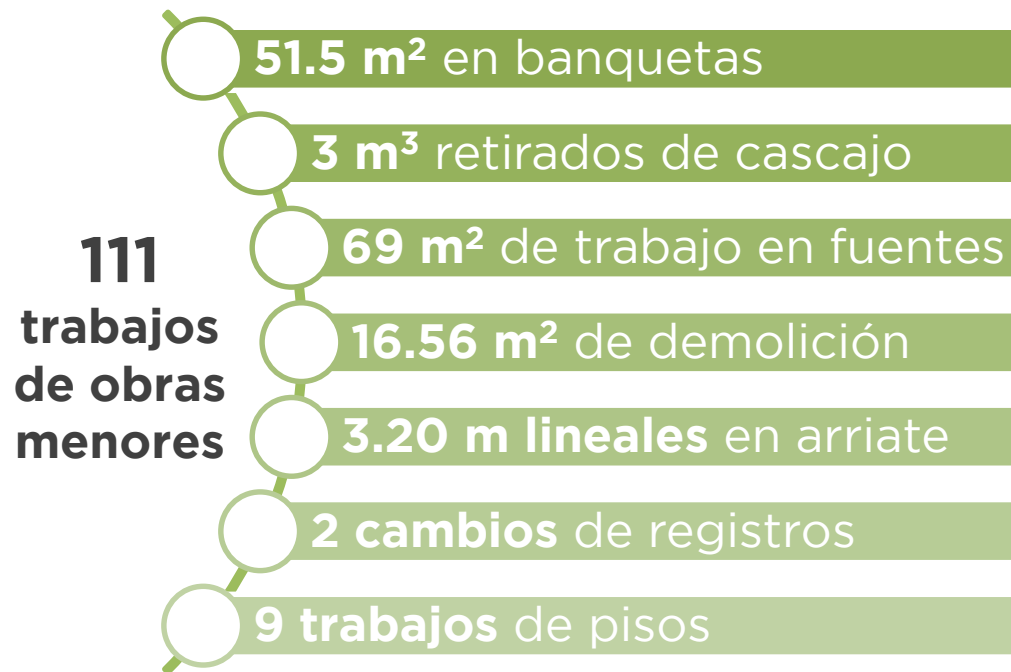 111
trabajos
de obras
menores
51.5 m² en banquetas
3 m³ retirados de cascajo
69 m² de trabajo en fuentes
16.56 m² de demolición
3.20 m lineales en arriate
2 cambios de registros
9 trabajos de pisos